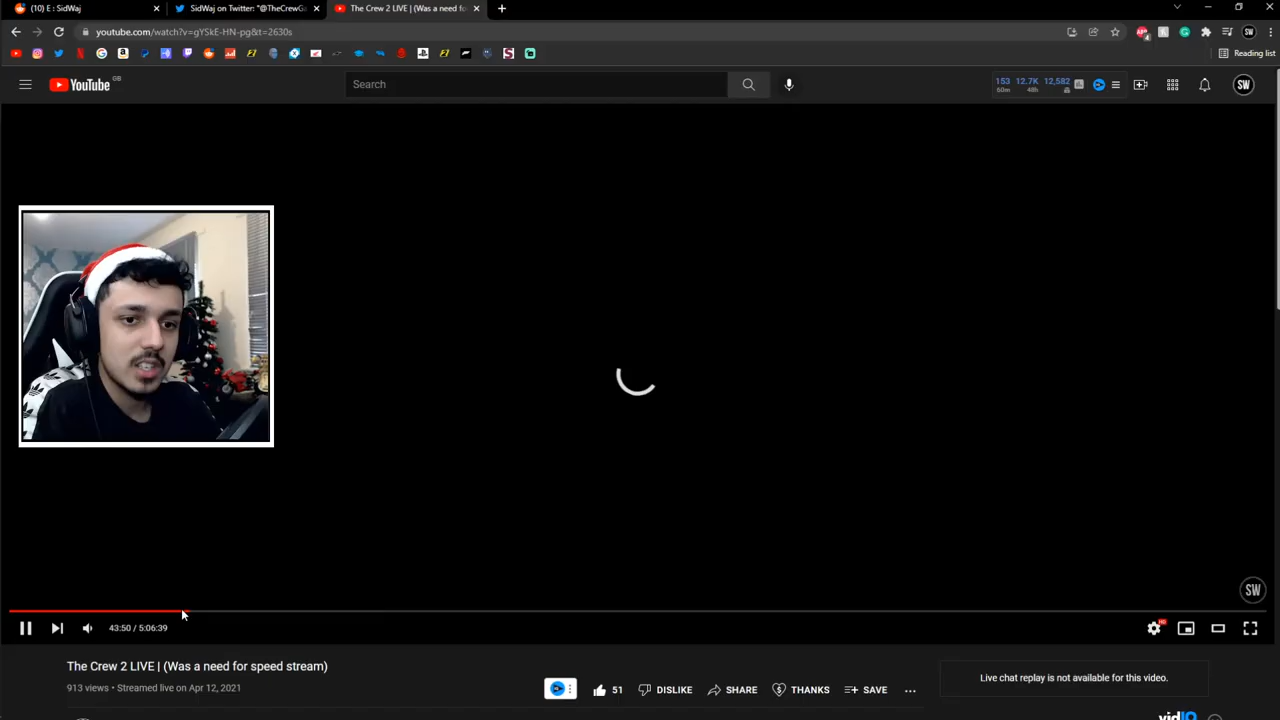 (10) E : SidWaj
SidWaj on Twitter: "@TheCrewGa
The Crew 2 LIVE | (Was a need fo
youtube.com/watch?v=gYSkE-HN-pg&t=2630s
Reading list
YouTube GB
Search
153 12.7K 12,582
60m 48h
SW
SW
43:50 / 5:06:39
The Crew 2 LIVE | (Was a need for speed stream)
913 views • Streamed live on Apr 12, 2021
51 DISLIKE SHARE THANKS SAVE
Live chat replay is not available for this video.
vidIQ